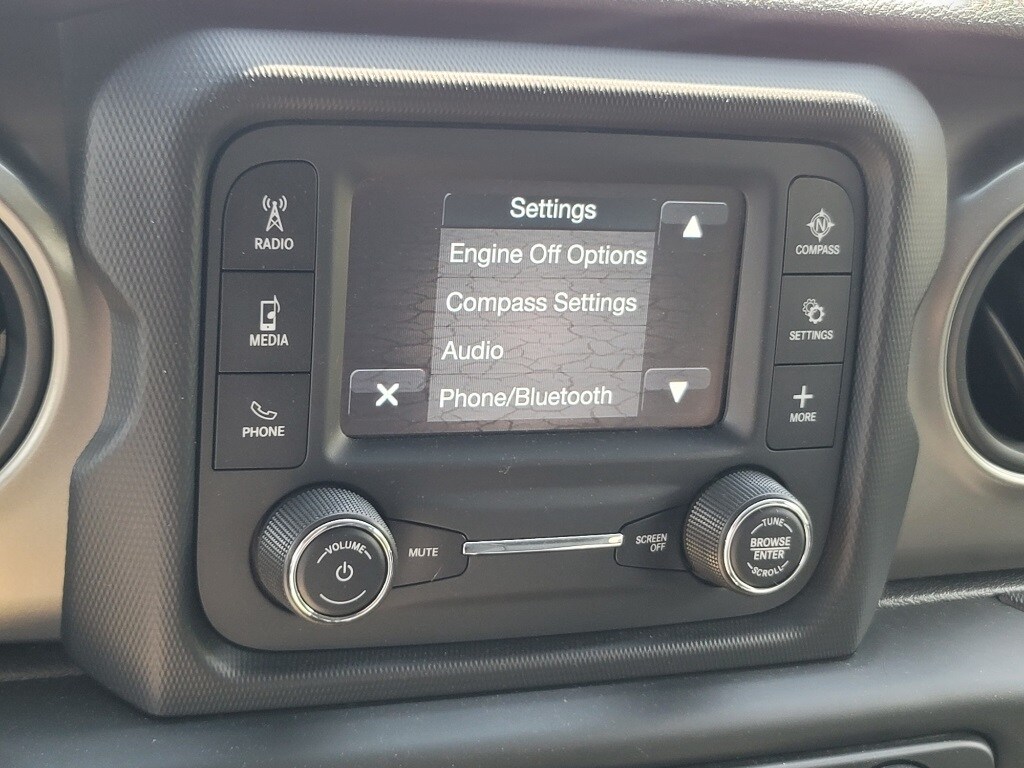 RADIO
MEDIA
PHONE
Settings
Engine Off Options
Compass Settings
Audio
Phone/Bluetooth
N
COMPASS
SETTINGS
MORE
VOLUME
MUTE
SCREEN
OFF
TUNE
BROWSE
ENTER
SCROLL